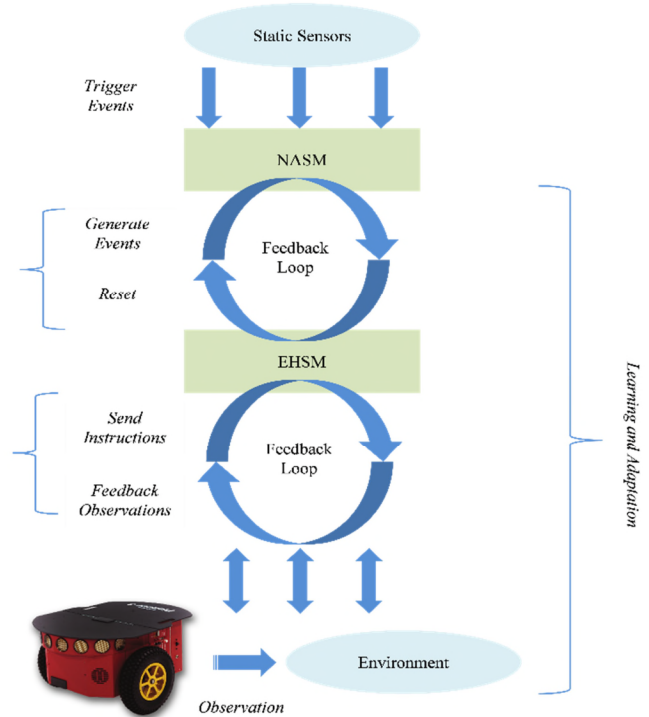 Static Sensors
Trigger
Events
NASM
Generate
Events
Feedback
Loop
Reset
EHSM
Send
Instructions
Feedback
Loop
Feedback
Observations
Learning and Adaptation
Environment
Observation